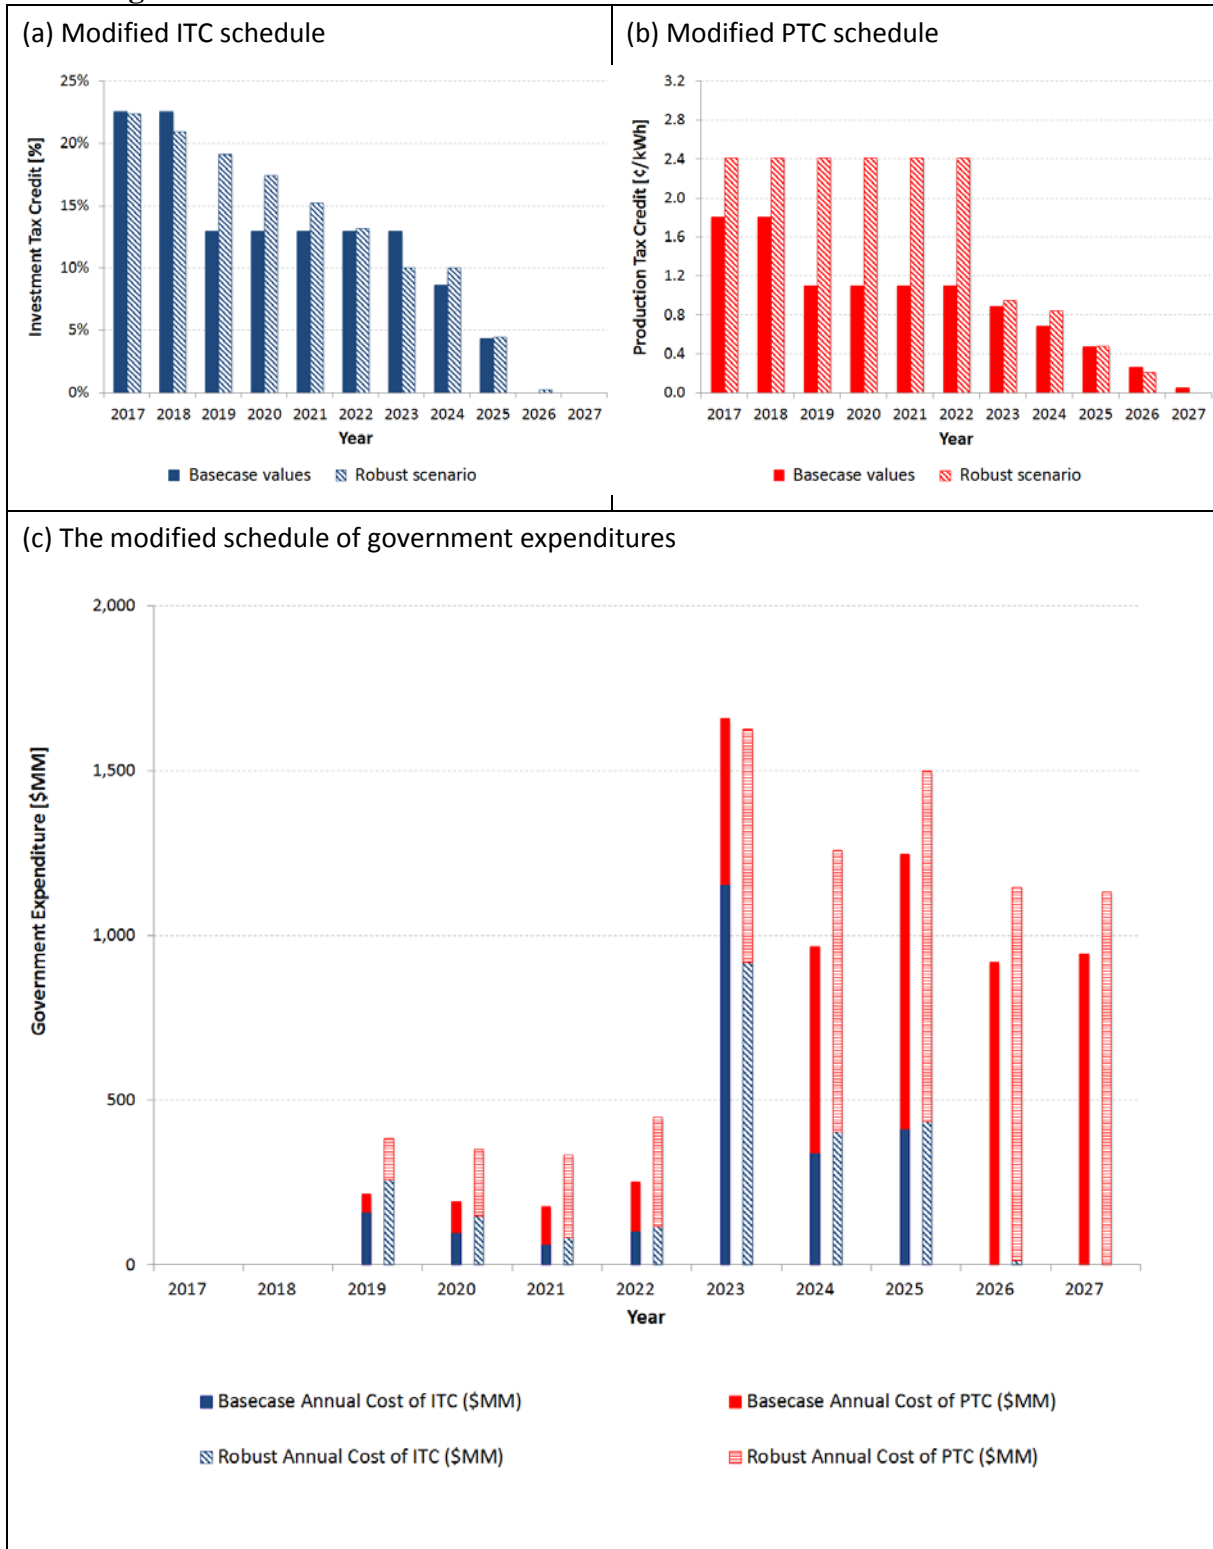 (a) Modified ITC schedule
25%
20%
15%
10%
5%
0%
Investment Tax Credit [%]
2017 2018 2019 2020 2021 2022 2023 2024 2025 2026 2027
Year
Basecase values Robust scenario
(b) Modified PTC schedule
3.2
2.8
2.4
2.0
1.6
1.2
0.8
0.4
0.0
Production Tax Credit [¢/kWh]
2017 2018 2019 2020 2021 2022 2023 2024 2025 2026 2027
Year
Basecase values Robust scenario
(c) The modified schedule of government expenditures
2,000
1,500
1,000
500
0
Government Expenditure [$MM]
2017 2018 2019 2020 2021 2022 2023 2024 2025 2026 2027
Year
Basecase Annual Cost of ITC ($MM) Basecase Annual Cost of PTC ($MM)
Robust Annual Cost of ITC ($MM) Robust Annual Cost of PTC ($MM)